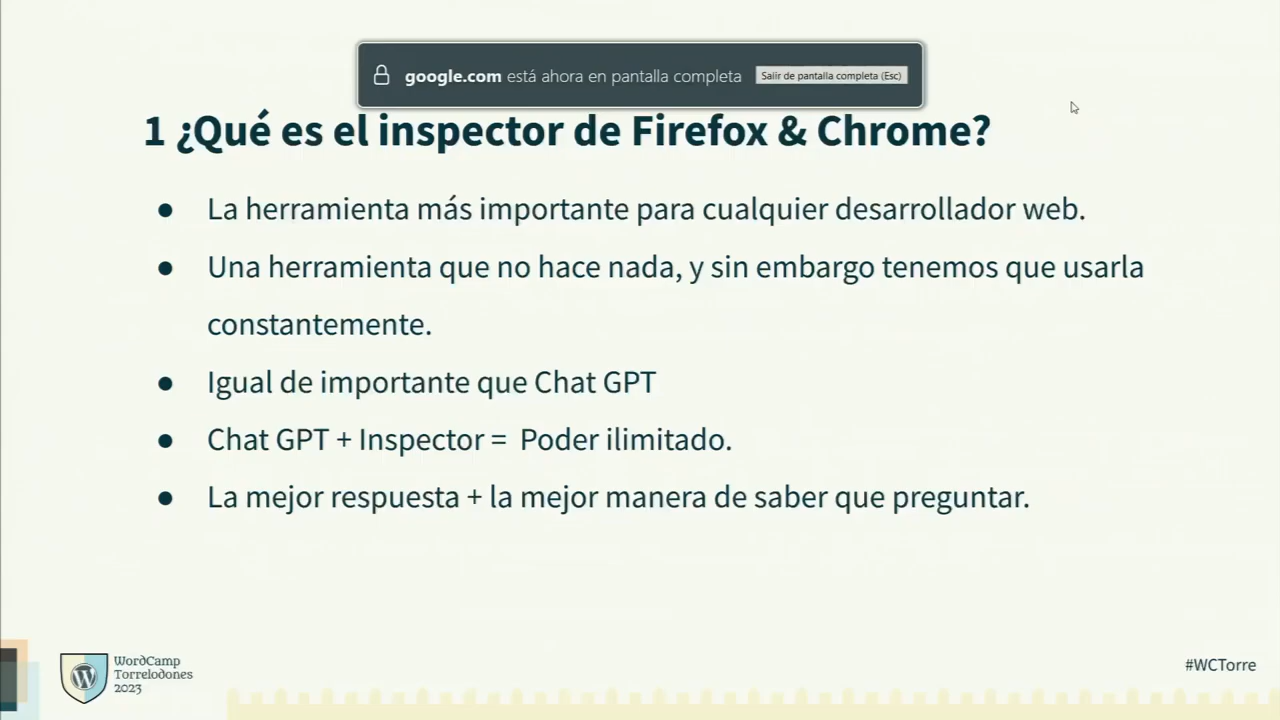 google.com está ahora en pantalla completa Salir de pantalla completa (Esc)
1 ¿Qué es el inspector de Firefox & Chrome?
● La herramienta más importante para cualquier desarrollador web.
● Una herramienta que no hace nada, y sin embargo tenemos que usarla
constantemente.
● Igual de importante que Chat GPT
● Chat GPT + Inspector = Poder ilimitado.
● La mejor respuesta + la mejor manera de saber que preguntar.
WordCamp
Torrelodones
2023
#WCTorre